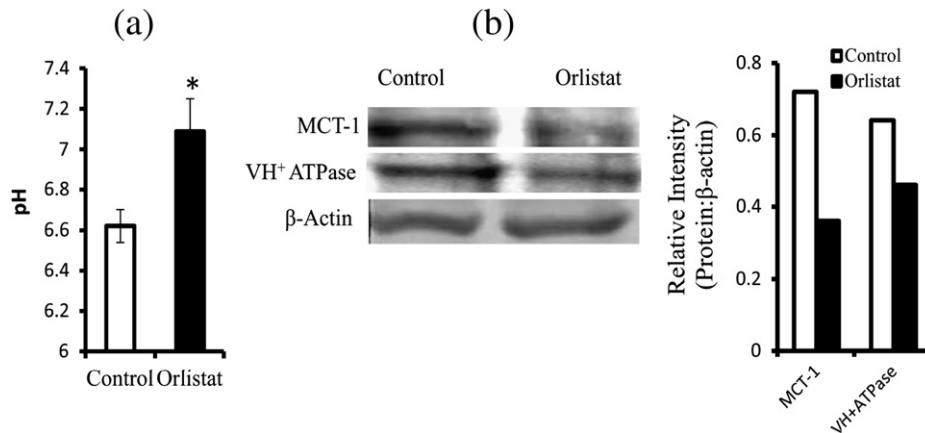 (a)
pH
7.4
7.2
7
6.8
6.6
6.4
6.2
6
*
Control Orlistat
(b)
Control Orlistat
MCT-1
VH⁺ ATPase
β-Actin
Relative Intensity
(Protein:β-actin)
0.8
0.6
0.4
0.2
0
Control
Orlistat
MCT-1
VH+ATPase